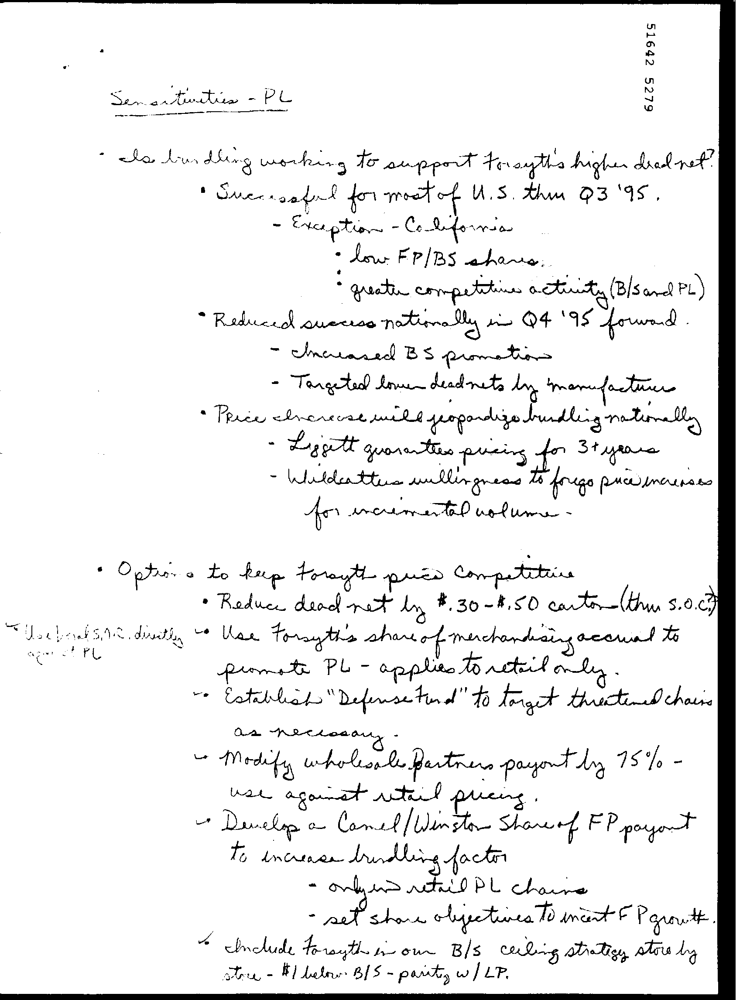 51642 5279
Sensitivities - PL
- Is bundling working to support Forsyth's higher dead net?
• Successful for most of U.S. thru Q3 '95.
- Exception - California
• low FP/BS shares.
• greater competitive activity (B/S and PL)
• Reduced success nationally in Q4 '95 forward.
- Increased BS promotion
- Targeted lower dead nets by manufacturer
• Price increase will jeopardize bundling nationally
- Liggett guarantees pricing for 3+ years
- Wildcatters willingness to forego price increases
for incremental volume.
• Options to keep Forsyth price competitive
• Reduce dead net by $.30 - $.50 carton (thru S.O.C.?)
Use directly
PL
• Use Forsyth's share of merchandising accrual to
promote PL - applies to retail only.
• Establish "Defense Fund" to target threatened chains
as necessary.
• Modify wholesale partners payout by 75% -
use against retail pricing.
• Develop a Camel/Winston Share of FP payout
to increase bundling factor
- only in retail PL chains
- set share objectives to incent FP growth.
• Include Forsyth in our B/S ceiling strategy store by
store - $1 below B/S - parity w/ LP.